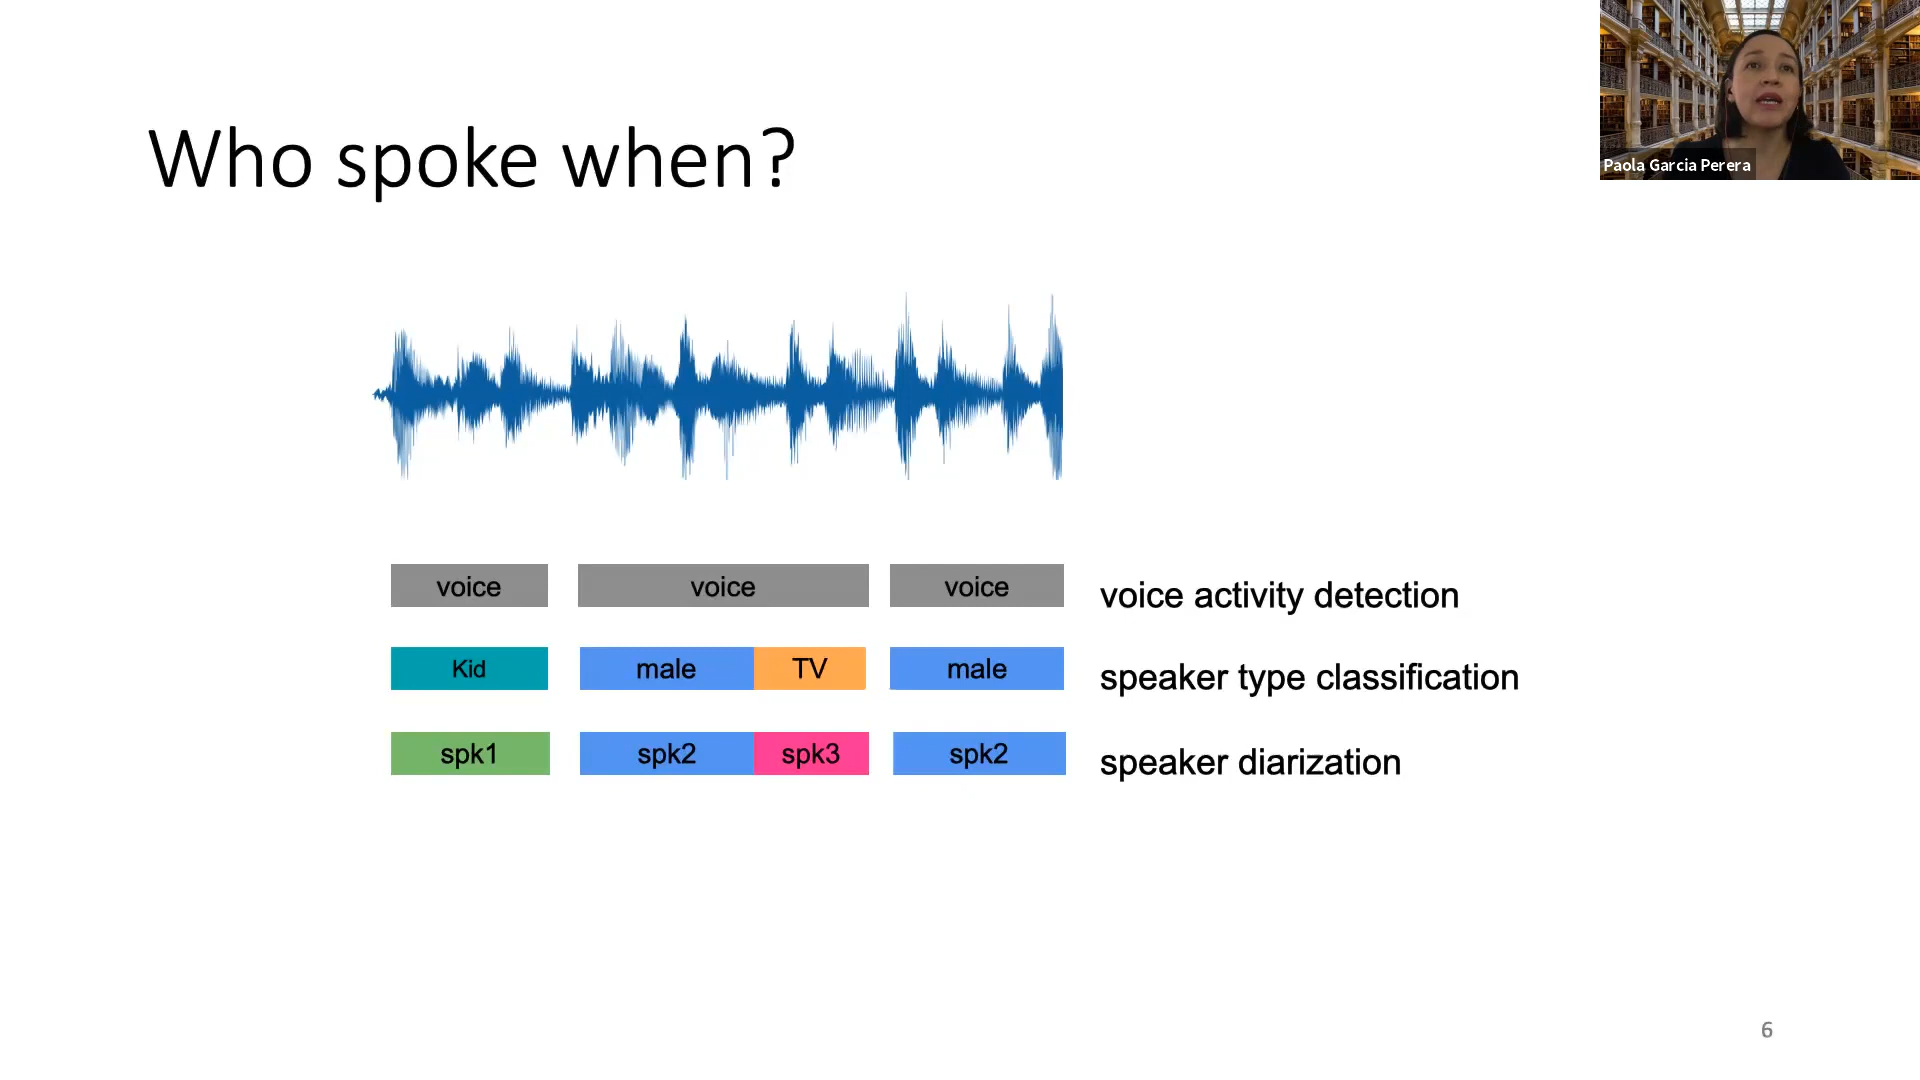 Who spoke when?
Paola Garcia Perera
voice voice voice voice activity detection
Kid male TV male speaker type classification
spk1 spk2 spk3 spk2 speaker diarization
6